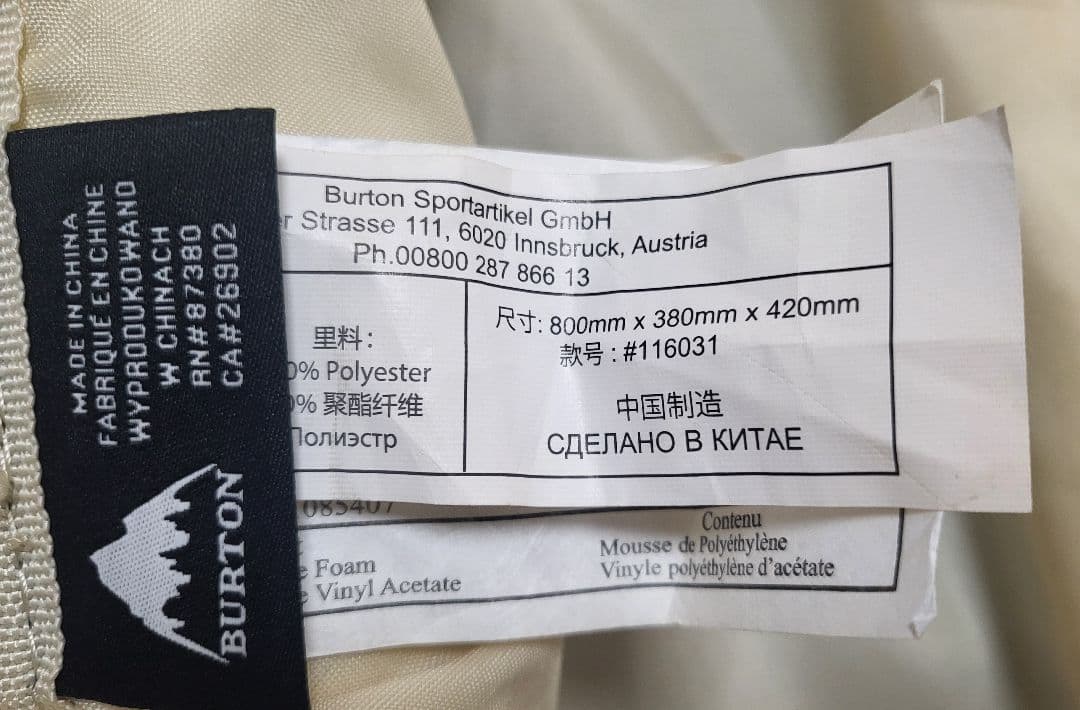 MADE IN CHINA
FABRIQUÉ EN CHINE
WYPRODUKOWANO
W CHINACH
RN#87380
CA#26902
BURTON
Burton Sportartikel GmbH
Strasse 111, 6020 Innsbruck, Austria
Ph.00800 287 866 13
里料：
% Polyester
% 聚酯纤维
Полиэстр
尺寸: 800mm x 380mm x 420mm
款号 : #116031
中国制造
СДЕЛАНО В КИТАЕ
Foam
Vinyl Acetate
Contenu
Mousse de Polyéthylène
Vinyle polyéthylène d'acétate